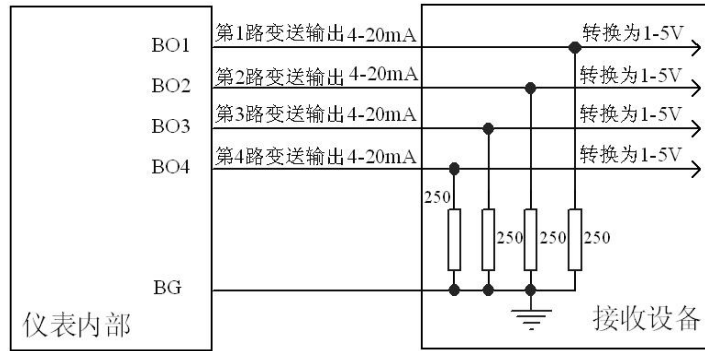 BO1 第1路变送输出4-20mA 转换为1-5V
BO2 第2路变送输出4-20mA 转换为1-5V
BO3 第3路变送输出4-20mA 转换为1-5V
BO4 第4路变送输出4-20mA 转换为1-5V
250
250 250 250
BG
仪表内部 接收设备